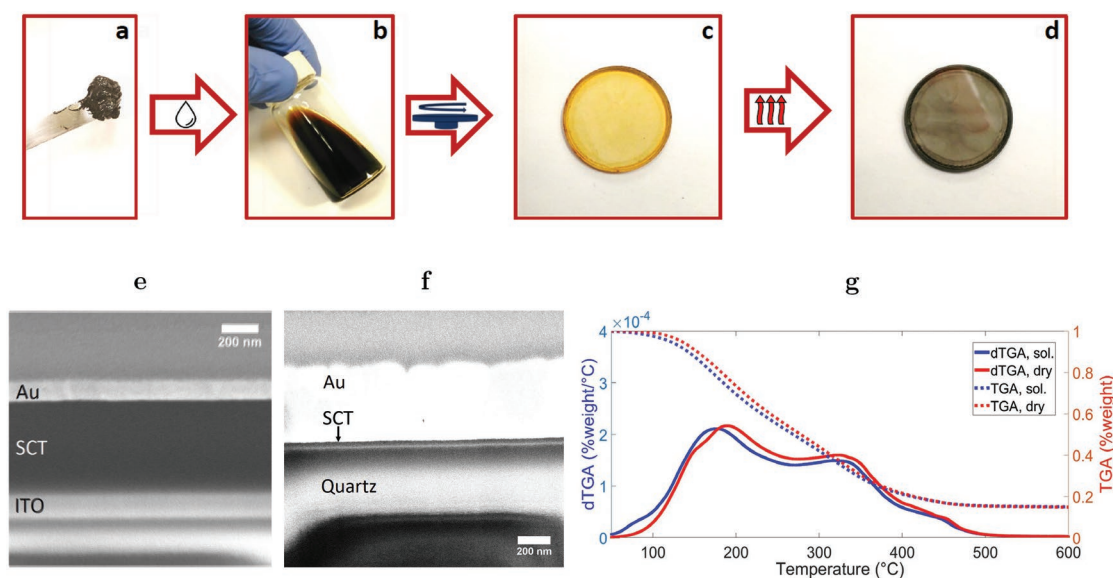 a
b
c
d
e
f
g
200 nm
Au
SCT
ITO
Au
SCT
Quartz
200 nm
×10⁻⁴
4
3
2
1
0
dTGA (%weight/°C)
dTGA, sol.
dTGA, dry
TGA, sol.
TGA, dry
1
0.8
0.6
0.4
0.2
0
TGA (%weight)
100
200
300
400
500
600
Temperature (°C)